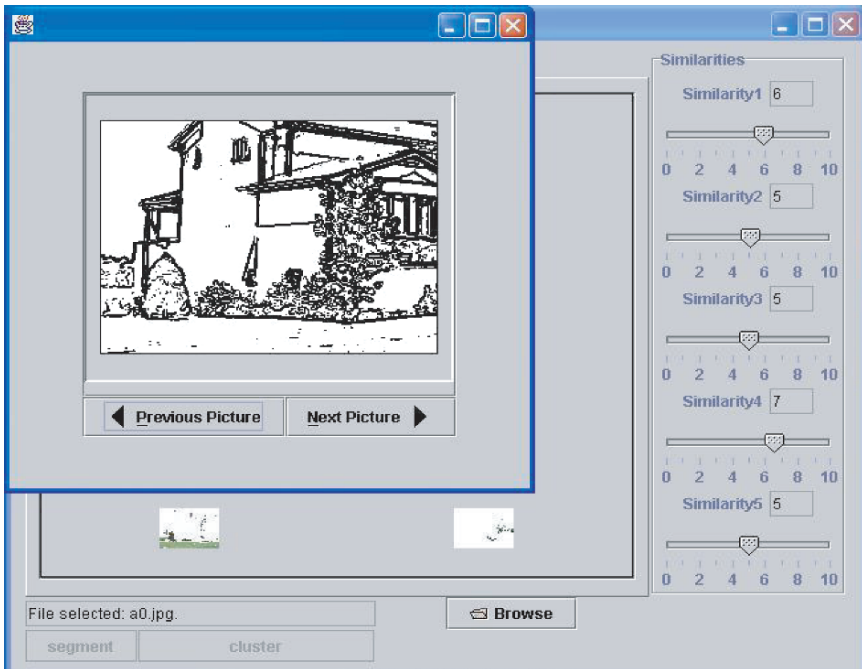 Previous Picture
Next Picture
Similarities
Similarity1 6
0 2 4 6 8 10
Similarity2 5
0 2 4 6 8 10
Similarity3 5
0 2 4 6 8 10
Similarity4 7
0 2 4 6 8 10
Similarity5 5
0 2 4 6 8 10
File selected: a0.jpg.
Browse
segment
cluster